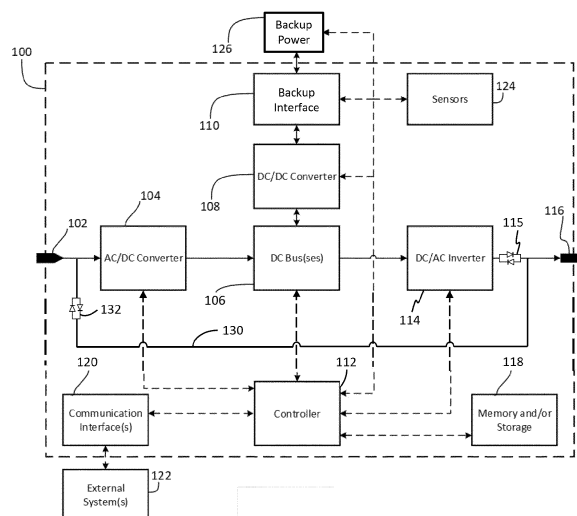 Backup
Power
126
100
Backup
Interface
110
Sensors
124
DC/DC Converter
108
104
102
AC/DC Converter
DC Bus(ses)
106
DC/AC Inverter
114
115
116
132
130
120
Communication
Interface(s)
112
Controller
118
Memory and/or
Storage
External
System(s)
122